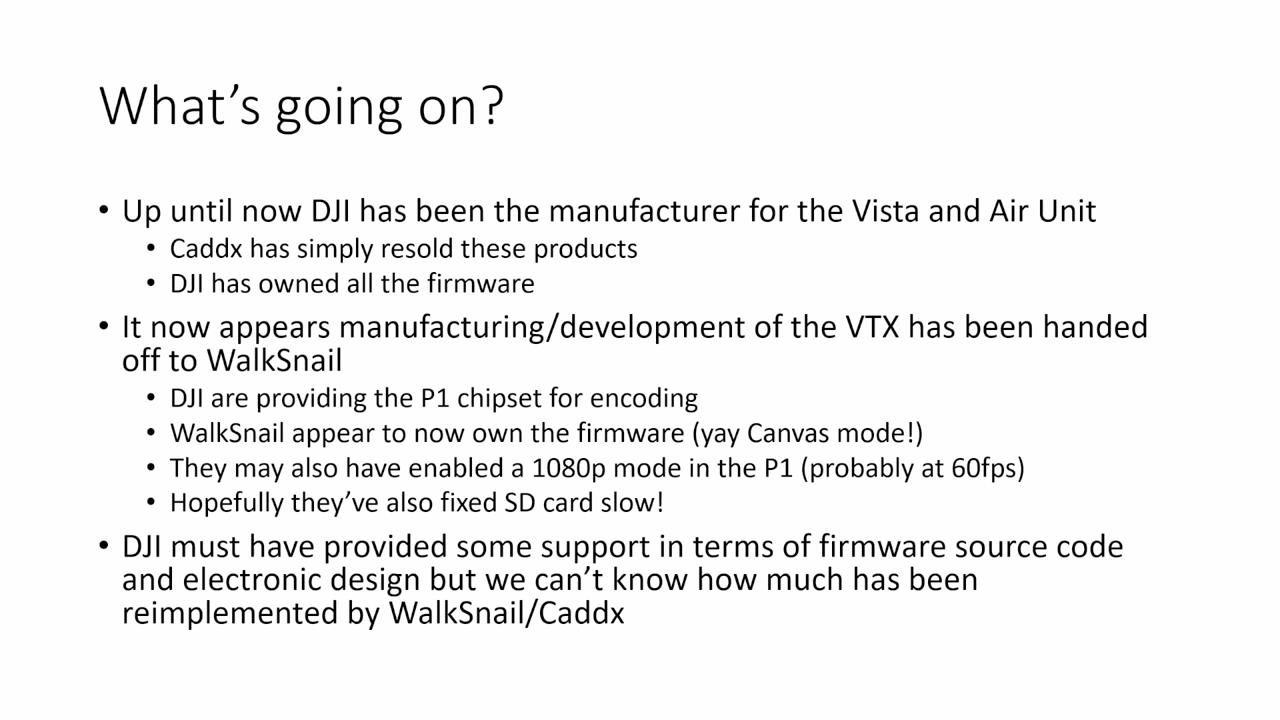 What’s going on?
• Up until now DJI has been the manufacturer for the Vista and Air Unit
• Caddx has simply resold these products
• DJI has owned all the firmware
• It now appears manufacturing/development of the VTX has been handed
off to WalkSnail
• DJI are providing the P1 chipset for encoding
• WalkSnail appear to now own the firmware (yay Canvas mode!)
• They may also have enabled a 1080p mode in the P1 (probably at 60fps)
• Hopefully they’ve also fixed SD card slow!
• DJI must have provided some support in terms of firmware source code
and electronic design but we can’t know how much has been
reimplemented by WalkSnail/Caddx